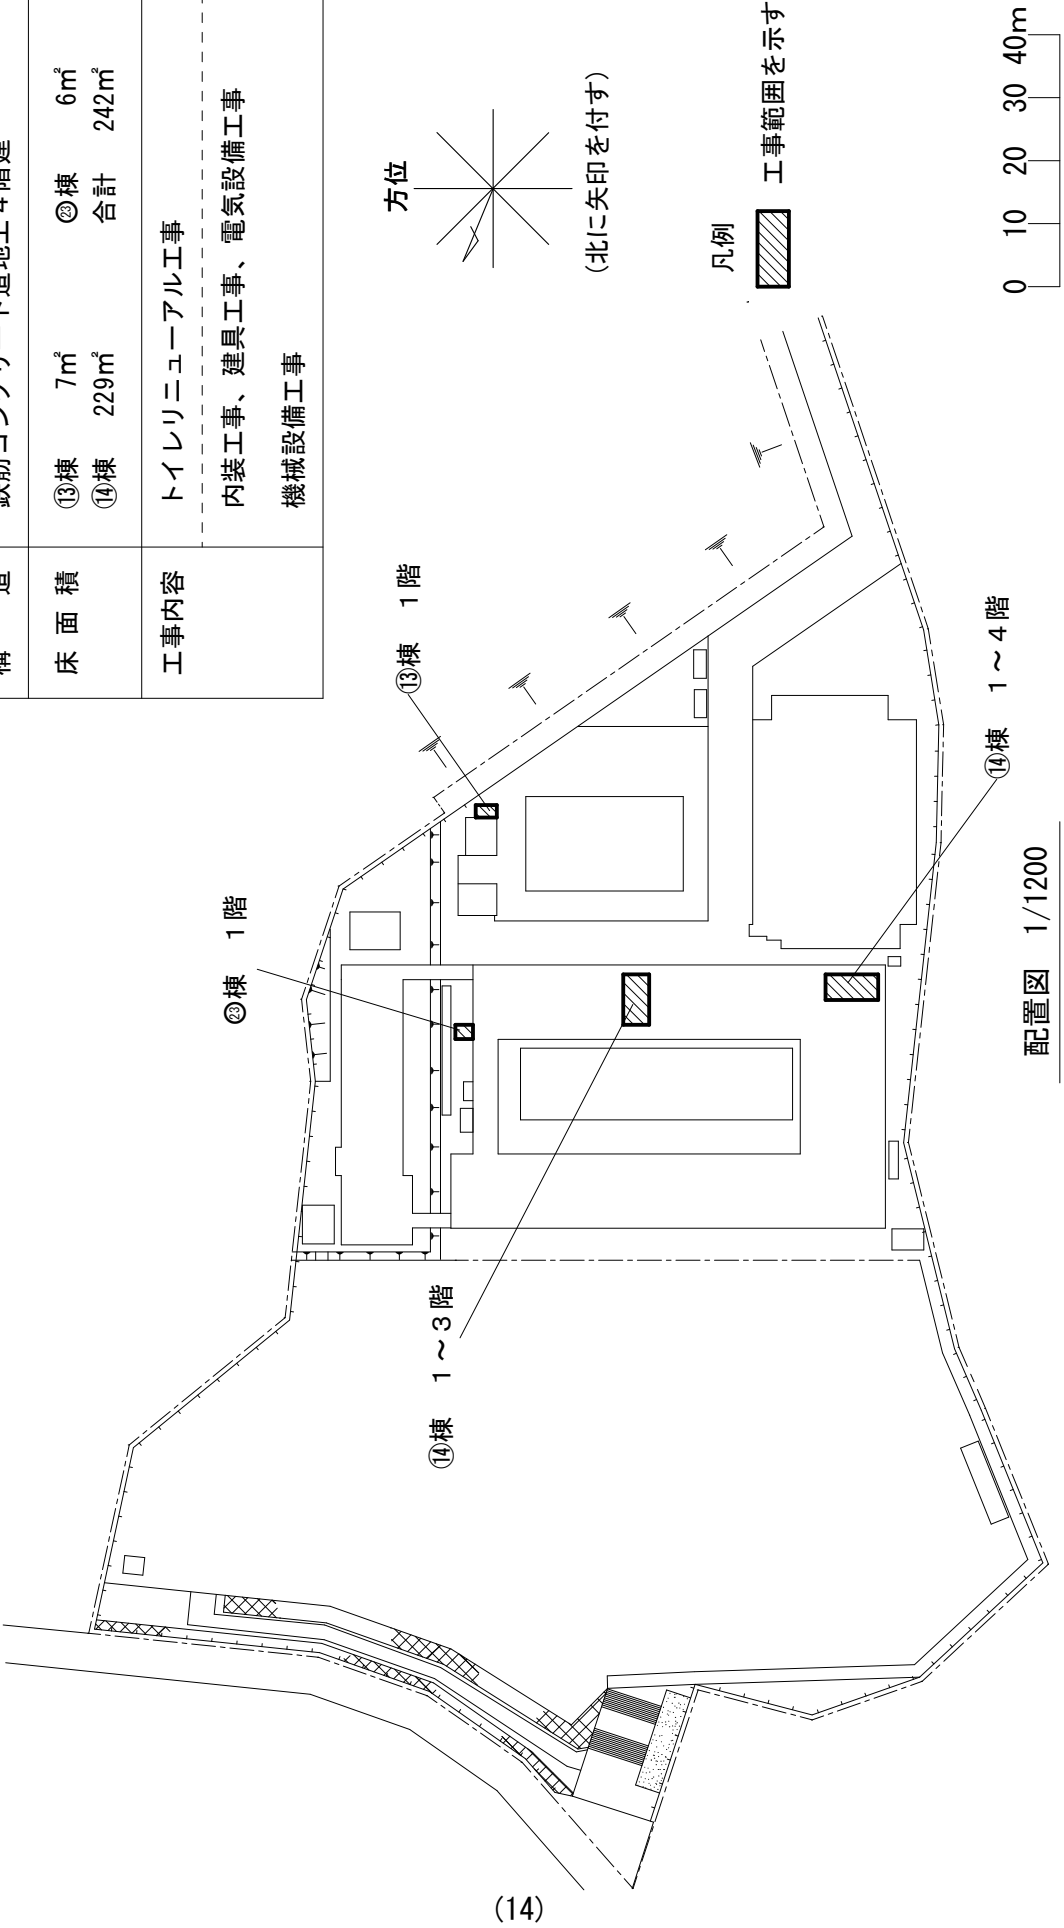 造 鉄筋コンクリート造地上4階建
床面積 ⑬棟 7㎡ ㉓棟 6㎡
⑭棟 229㎡ 合計 242㎡
工事内容 トイレリニューアル工事
内装工事、建具工事、電気設備工事
機械設備工事
方位
(北に矢印を付す)
凡例
工事範囲を示す
㉓棟 1階
⑬棟 1階
⑭棟 1～3階
⑭棟 1～4階
配置図 1/1200
0 10 20 30 40m
(14)